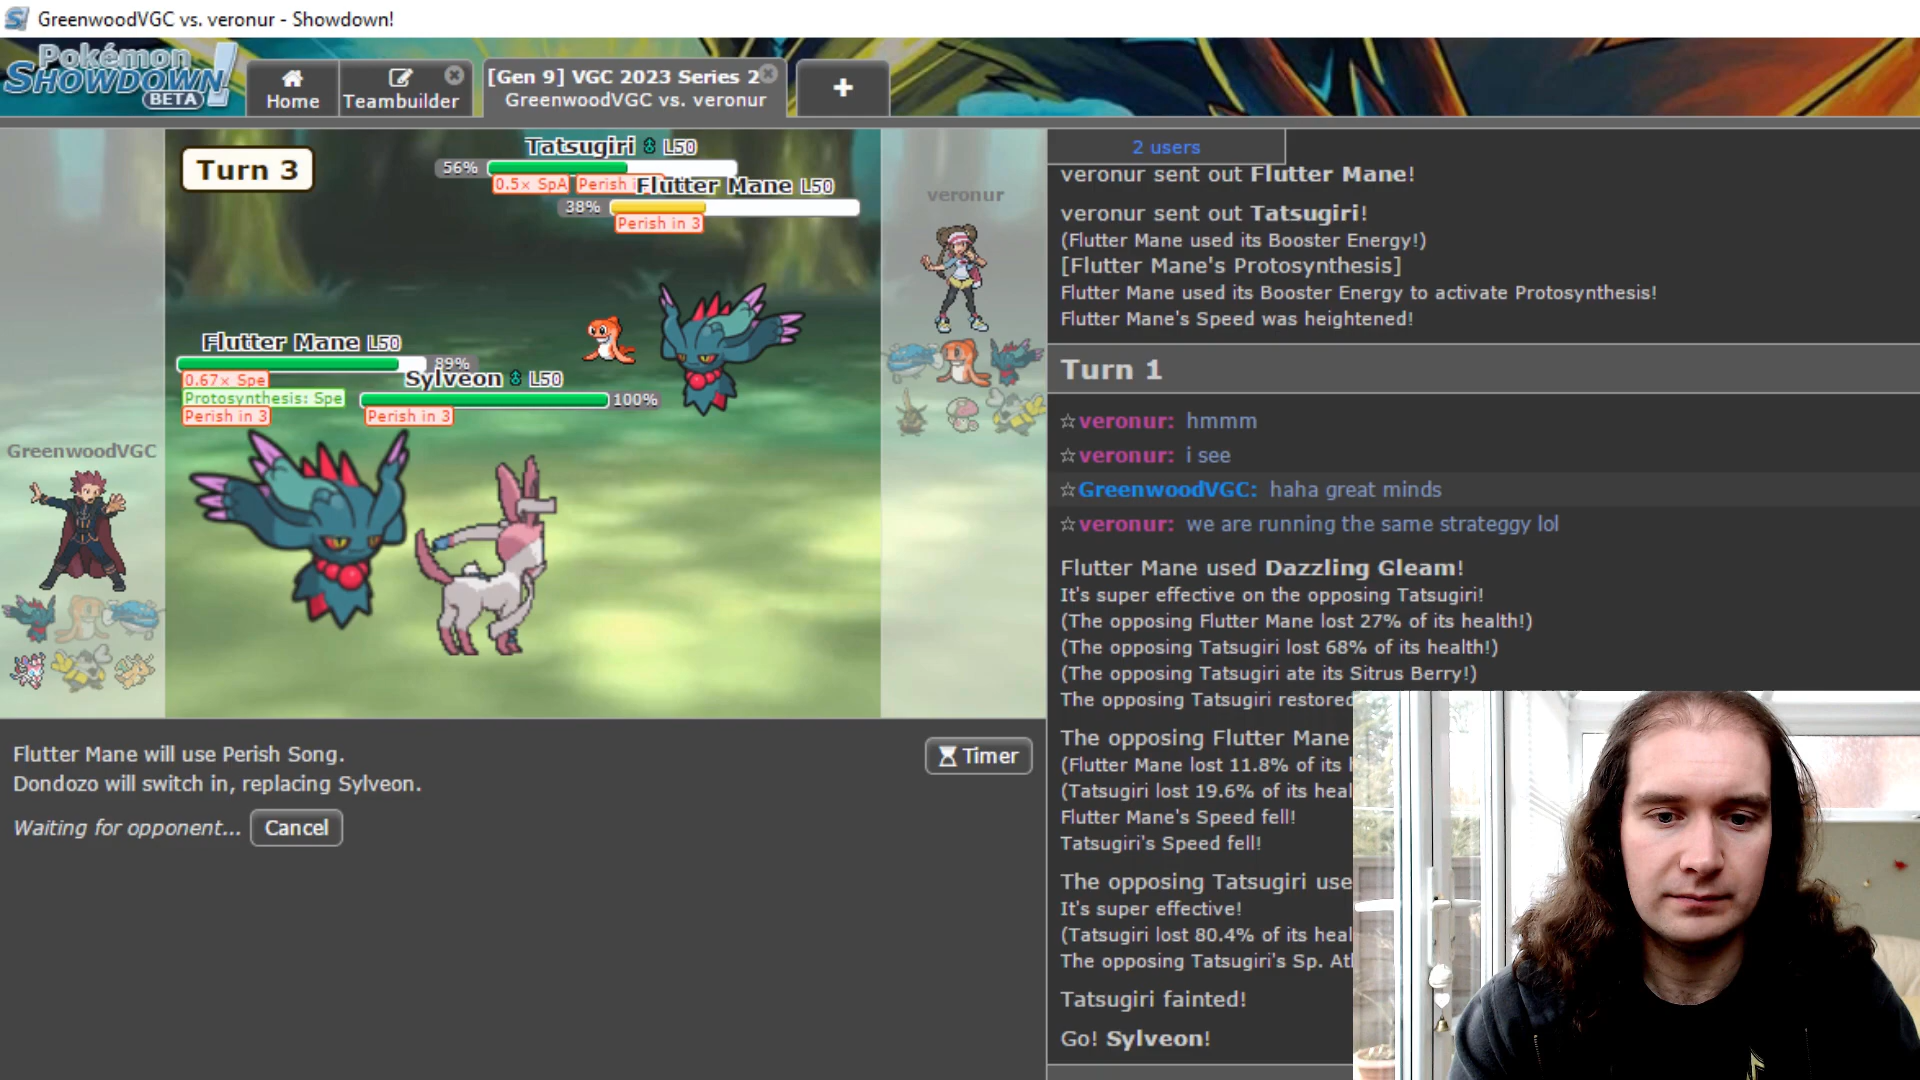 GreenwoodVGC vs. veronur - Showdown!
Pokémon
SHOWDOWN!
BETA
Home
Teambuilder
[Gen 9] VGC 2023 Series 2
GreenwoodVGC vs. veronur
+
Turn 3
Tatsugiri L50
56%
0.5× SpA Perish i
Flutter Mane L50
38%
Perish in 3
veronur
Flutter Mane L50
89%
0.67× Spe
Protosynthesis: Spe
Perish in 3
Sylveon L50
100%
Perish in 3
GreenwoodVGC
Flutter Mane will use Perish Song.
Dondozo will switch in, replacing Sylveon.
Waiting for opponent... Cancel
Timer
2 users
veronur sent out Flutter Mane!
veronur sent out Tatsugiri!
(Flutter Mane used its Booster Energy!)
[Flutter Mane's Protosynthesis]
Flutter Mane used its Booster Energy to activate Protosynthesis!
Flutter Mane's Speed was heightened!
Turn 1
☆veronur: hmmm
☆veronur: i see
☆GreenwoodVGC: haha great minds
☆veronur: we are running the same strateggy lol
Flutter Mane used Dazzling Gleam!
It's super effective on the opposing Tatsugiri!
(The opposing Flutter Mane lost 27% of its health!)
(The opposing Tatsugiri lost 68% of its health!)
(The opposing Tatsugiri ate its Sitrus Berry!)
The opposing Tatsugiri restored
The opposing Flutter Mane
(Flutter Mane lost 11.8% of its
(Tatsugiri lost 19.6% of its heal
Flutter Mane's Speed fell!
Tatsugiri's Speed fell!
The opposing Tatsugiri use
It's super effective!
(Tatsugiri lost 80.4% of its heal
The opposing Tatsugiri's Sp. At
Tatsugiri fainted!
Go! Sylveon!